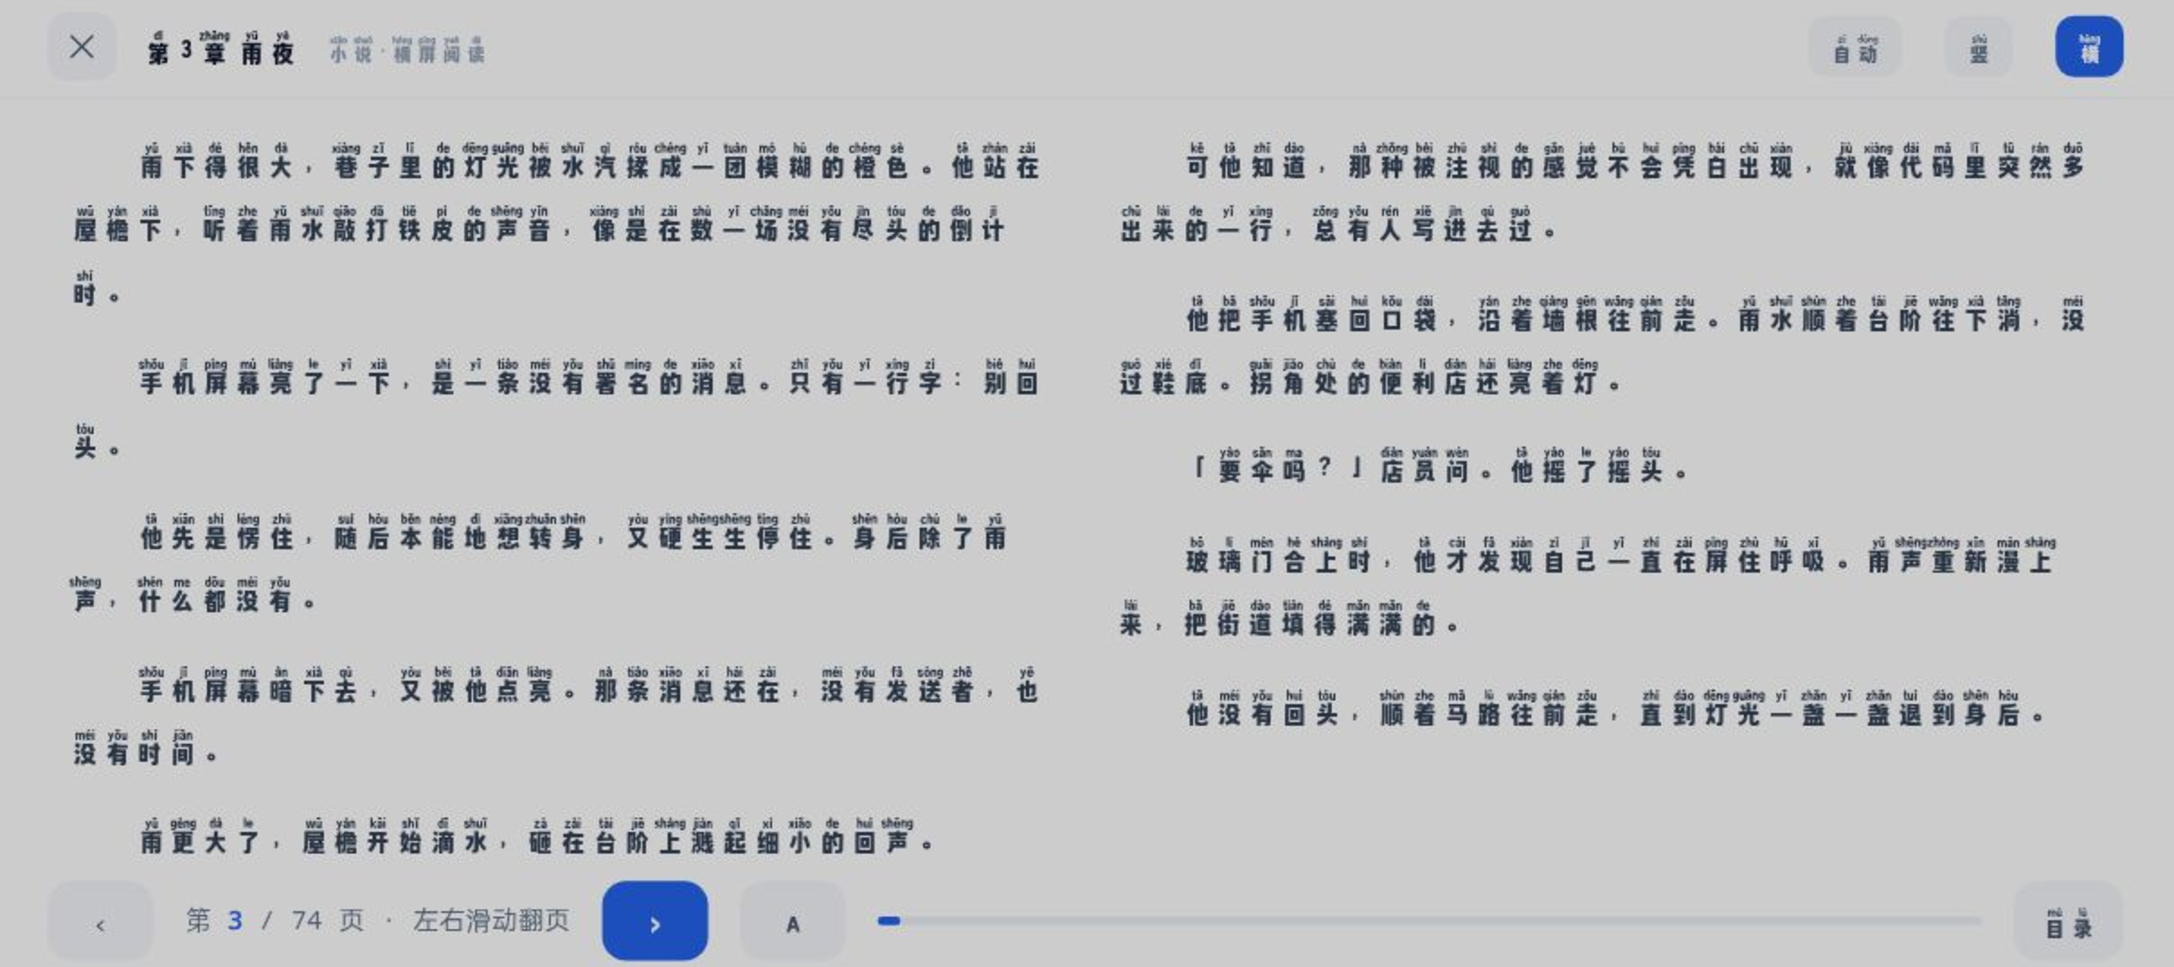 第3章雨夜
小说·横屏阅读
自动
竖
横
雨下得很大，巷子里的灯光被水汽揉成一团模糊的橙色。他站在
屋檐下，听着雨水敲打铁皮的声音，像是在数一场没有尽头的倒计
时。
手机屏幕亮了一下，是一条没有署名的消息。只有一行字：别回
头。
他先是愣住，随后本能地想转身，又硬生生停住。身后除了雨
声，什么都没有。
手机屏幕暗下去，又被他点亮。那条消息还在，没有发送者，也
没有时间。
雨更大了，屋檐开始滴水，砸在台阶上溅起细小的回声。
可他知道，那种被注视的感觉不会凭白出现，就像代码里突然多
出来的一行，总有人写进去过。
他把手机塞回口袋，沿着墙根往前走。雨水顺着台阶往下淌，没
过鞋底。拐角处的便利店还亮着灯。
「要伞吗？」店员问。他摇了摇头。
玻璃门合上时，他才发现自己一直在屏住呼吸。雨声重新漫上
来，把街道填得满满的。
他没有回头，顺着马路往前走，直到灯光一盏一盏退到身后。
‹
第 3 / 74 页 · 左右滑动翻页
›
A
目录